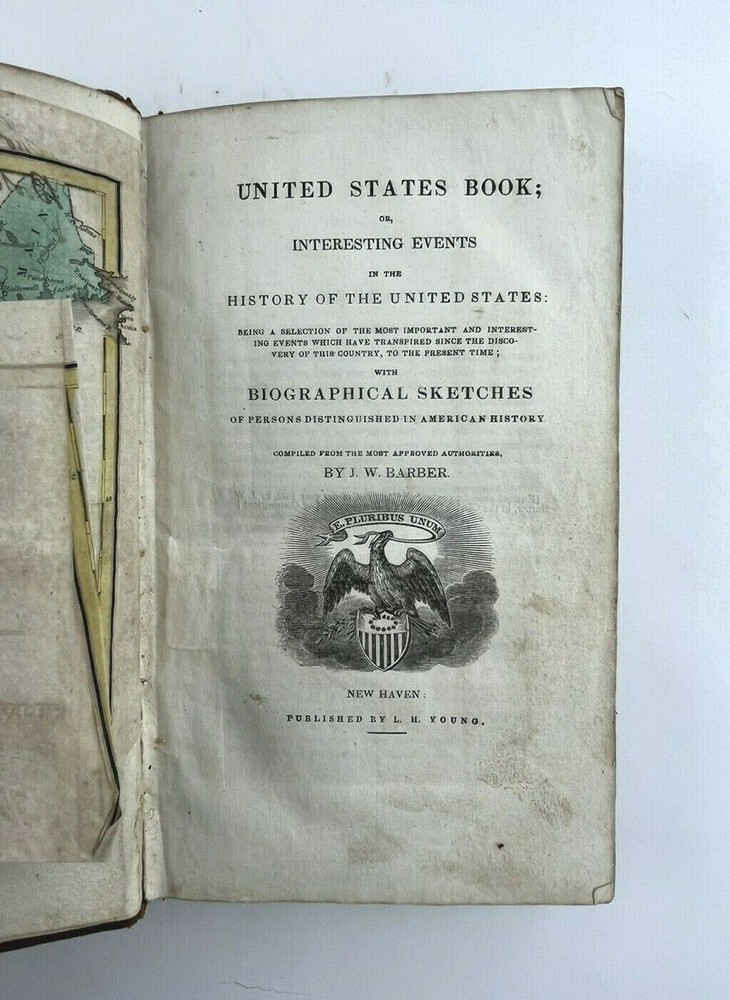 UNITED STATES BOOK;
OR,
INTERESTING EVENTS
IN THE
HISTORY OF THE UNITED STATES:
BEING A SELECTION OF THE MOST IMPORTANT AND INTEREST-
ING EVENTS WHICH HAVE TRANSPIRED SINCE THE DISCO-
VERY OF THIS COUNTRY, TO THE PRESENT TIME;
WITH
BIOGRAPHICAL SKETCHES
OF PERSONS DISTINGUISHED IN AMERICAN HISTORY
COMPILED FROM THE MOST APPROVED AUTHORITIES,
BY J. W. BARBER.
E. PLURIBUS UNUM
NEW HAVEN:
PUBLISHED BY L. H. YOUNG.
MAIN
Hallowell